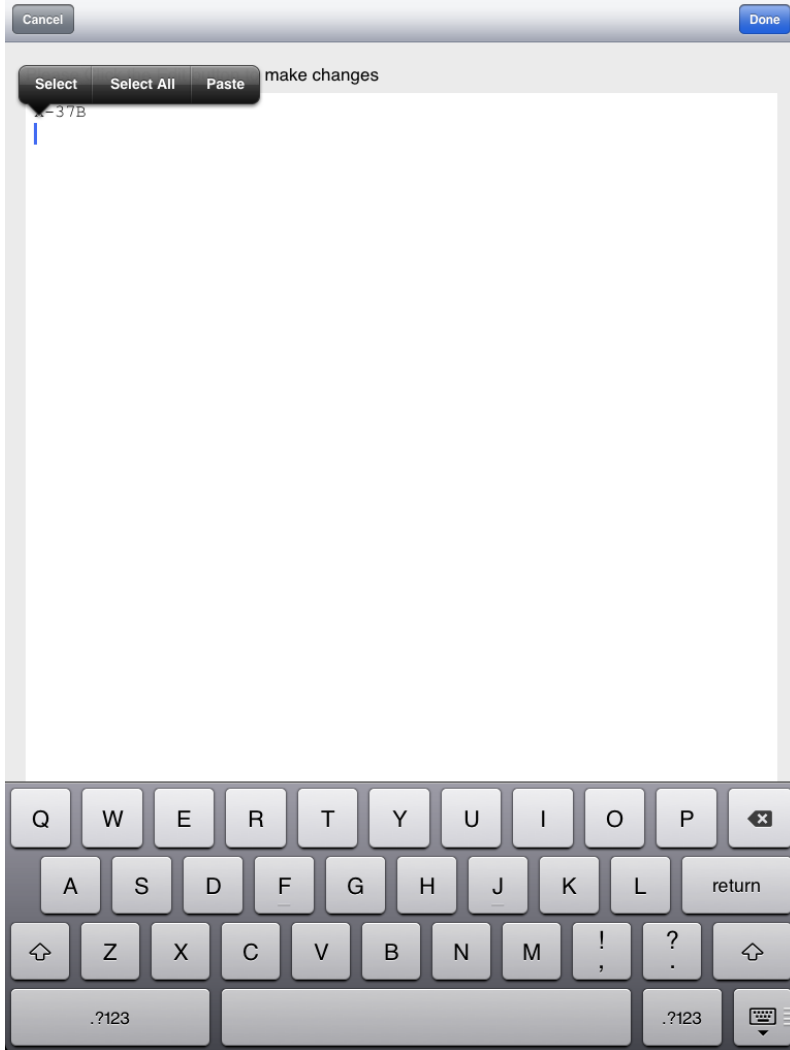 Cancel
Done
Select Select All Paste
make changes
-37B
Q W E R T Y U I O P
A S D F G H J K L return
Z X C V B N M ! , ? .
.?123 .?123